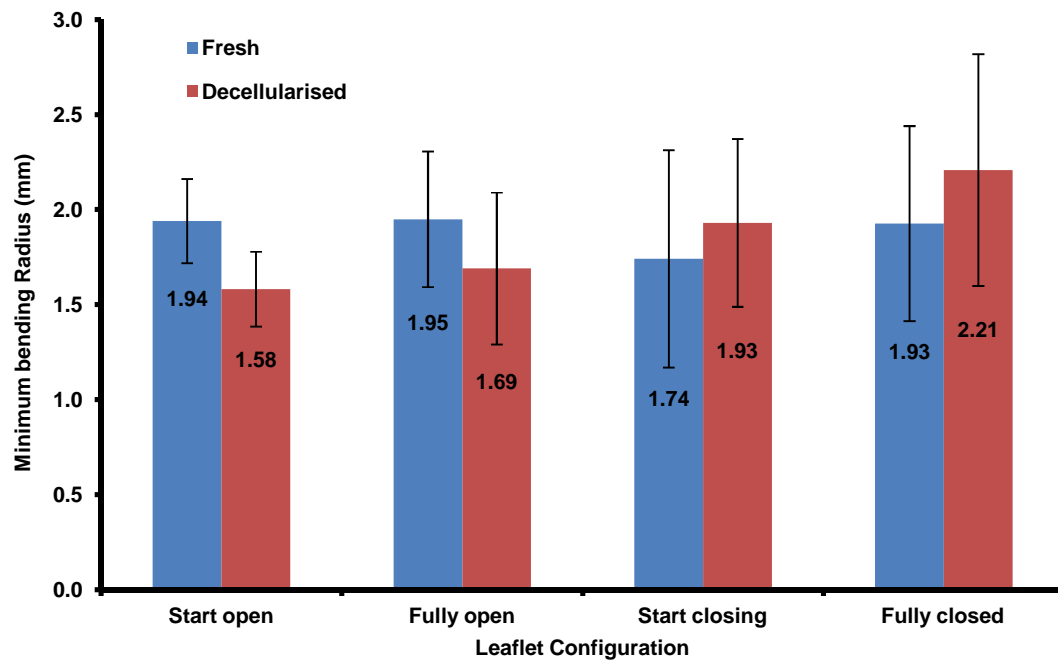 Minimum bending Radius (mm)
3.0
2.5
2.0
1.5
1.0
0.5
0.0
Fresh
Decellularised
1.94
1.58
1.95
1.69
1.74
1.93
1.93
2.21
Start open
Fully open
Start closing
Fully closed
Leaflet Configuration